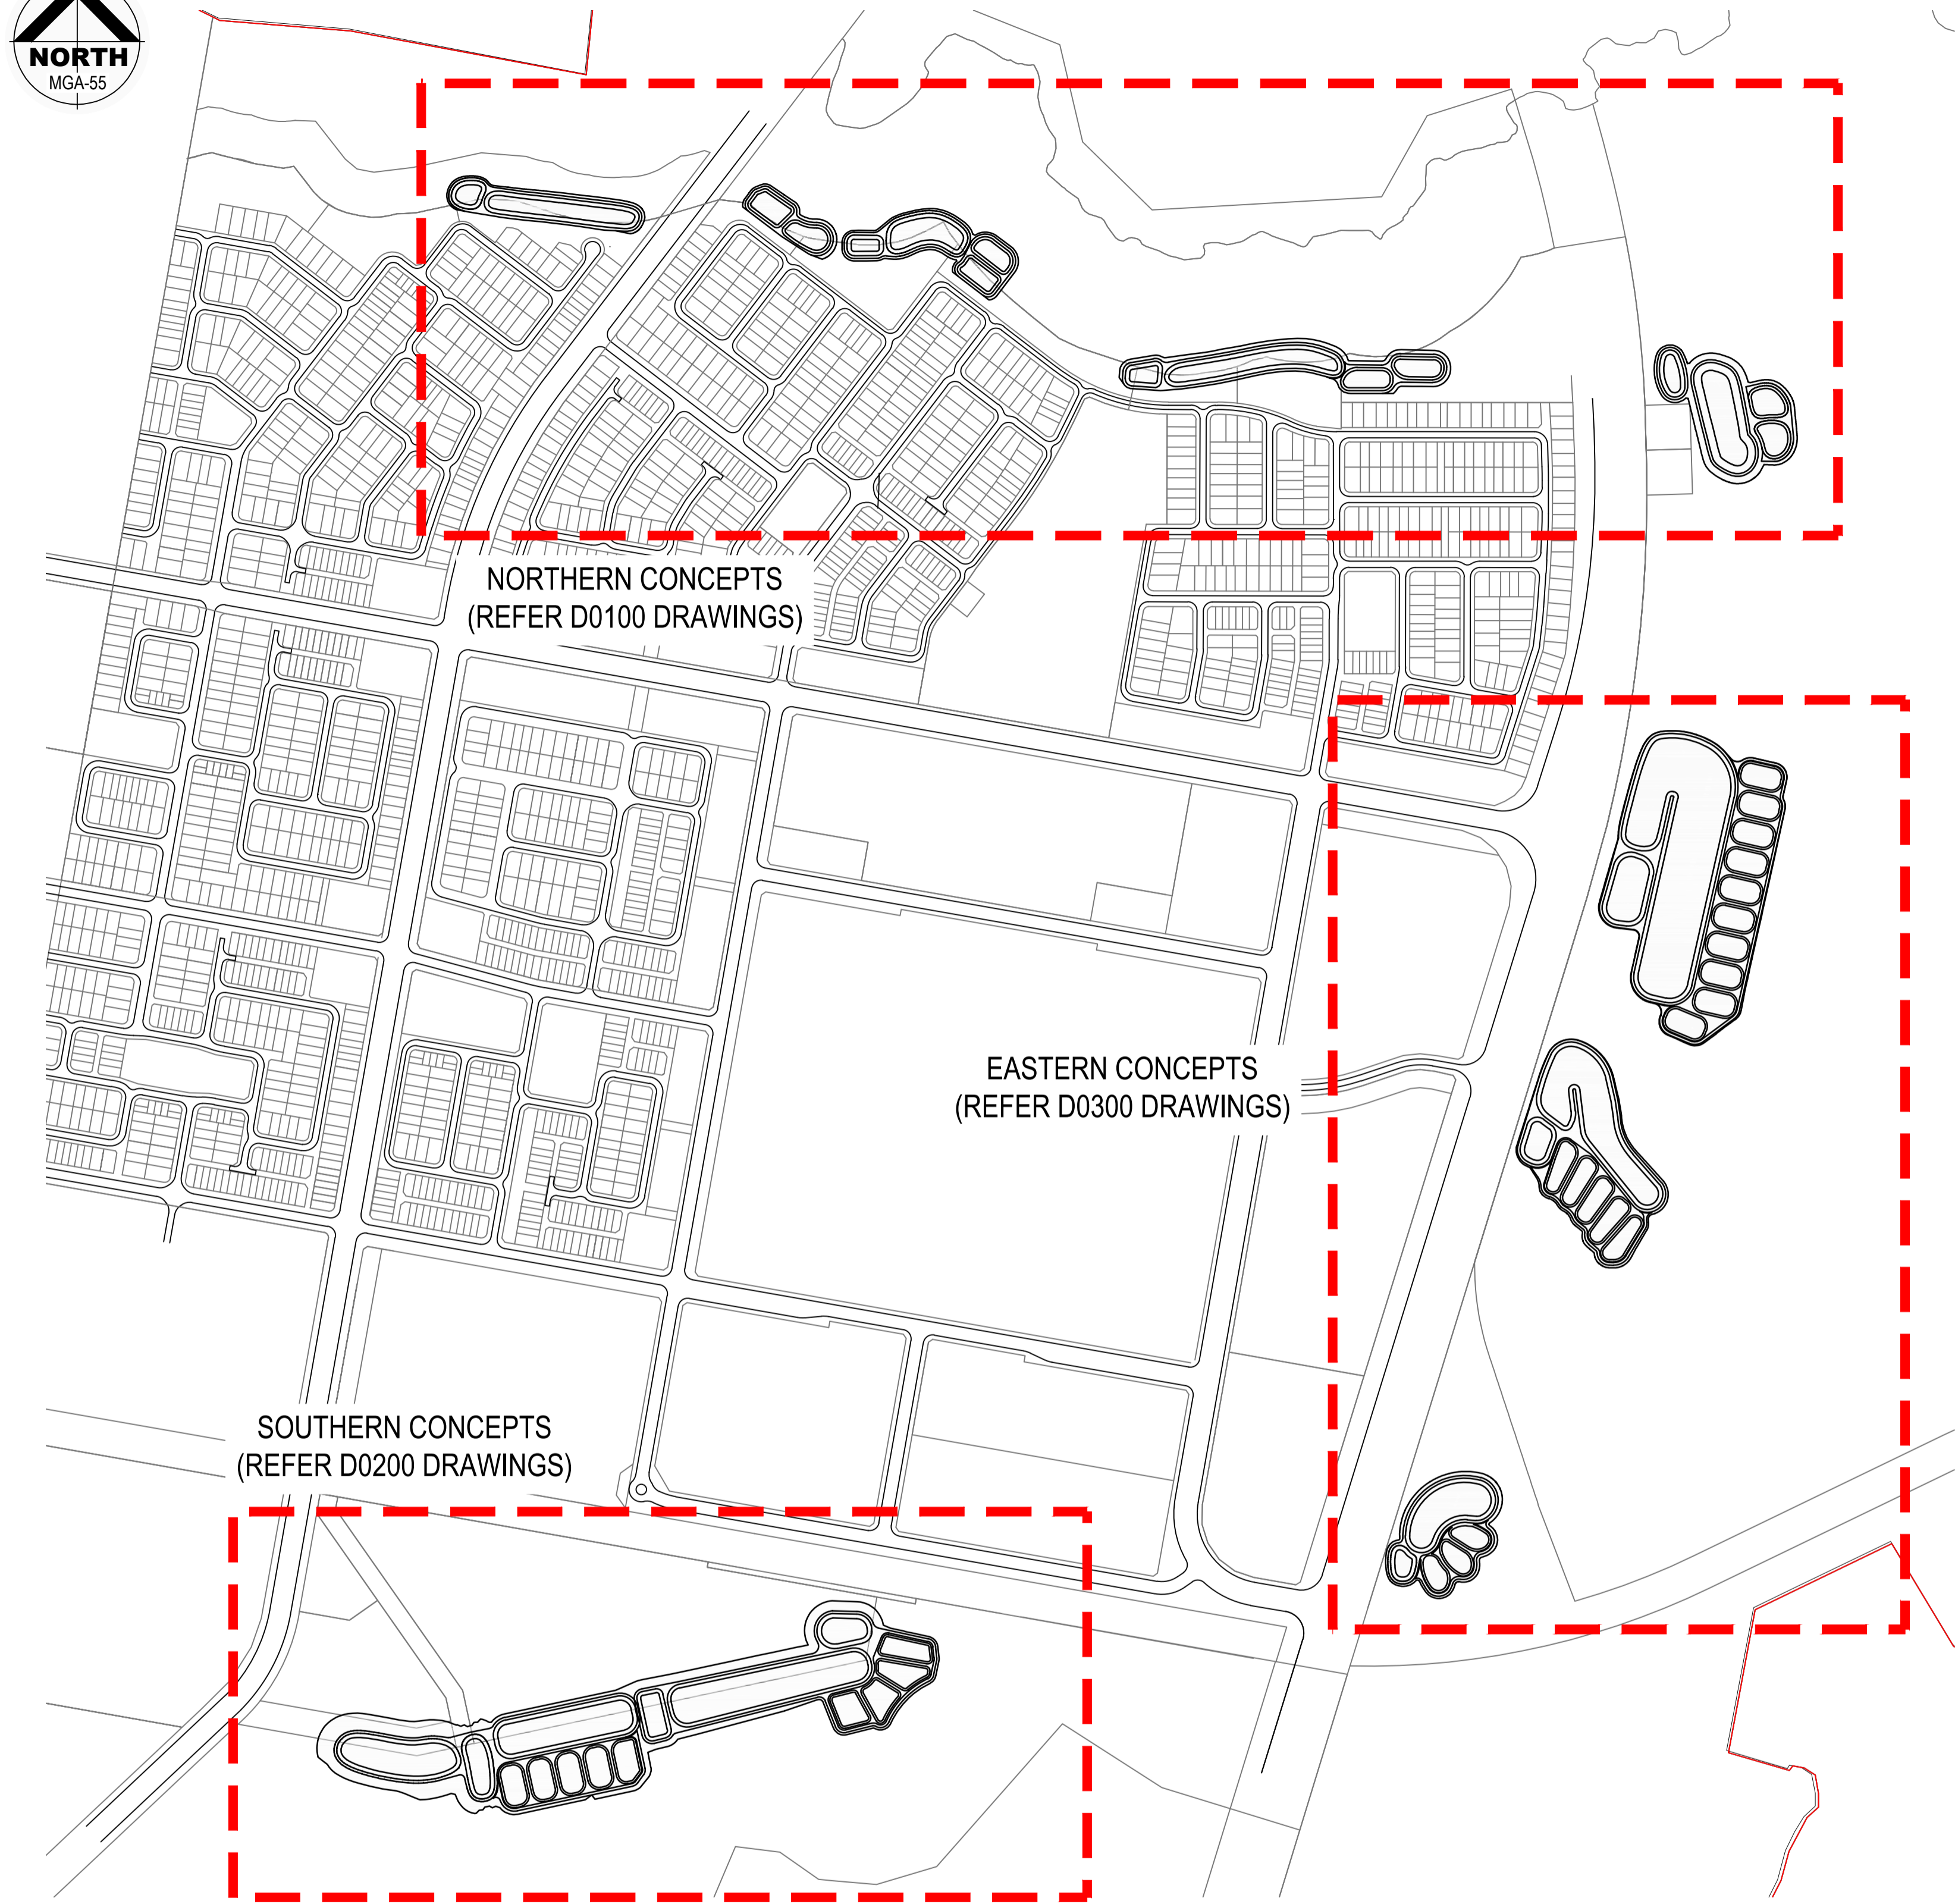 NORTH
MGA-55
NORTHERN CONCEPTS
(REFER D0100 DRAWINGS)
EASTERN CONCEPTS
(REFER D0300 DRAWINGS)
SOUTHERN CONCEPTS
(REFER D0200 DRAWINGS)